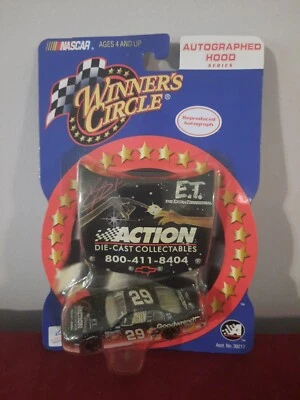 NASCAR
AGES 4 AND UP
AUTOGRAPHED
HOOD
SERIES
WINNER'S
CIRCLE
Reproduced
Autograph
E.T.
THE EXTRA-TERRESTRIAL
ACTION
DIE-CAST COLLECTABLES
800-411-8404
29
Goodwrench
29